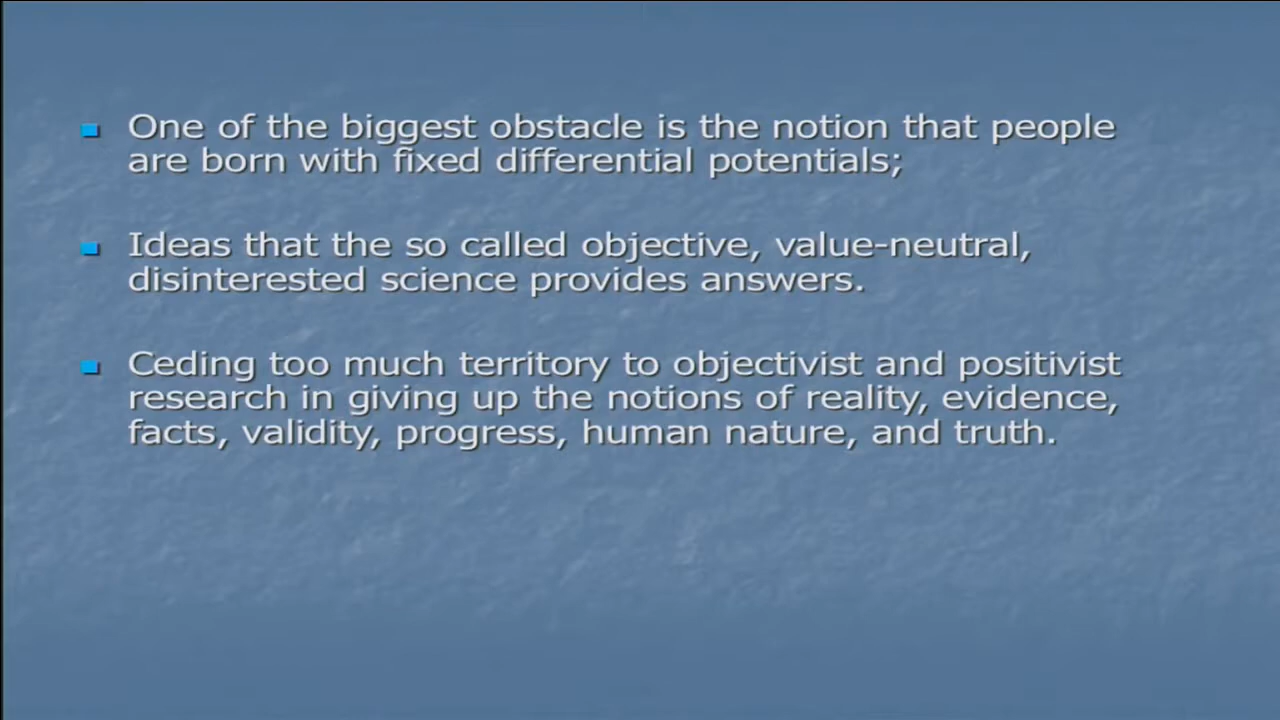 One of the biggest obstacle is the notion that people
are born with fixed differential potentials;
Ideas that the so called objective, value-neutral,
disinterested science provides answers.
Ceding too much territory to objectivist and positivist
research in giving up the notions of reality, evidence,
facts, validity, progress, human nature, and truth.